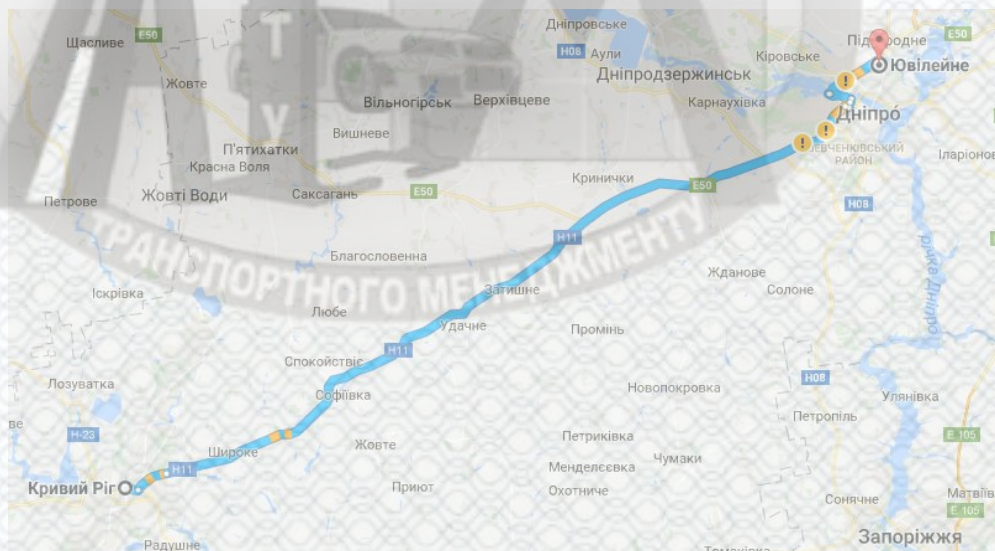 Дніпровське
Щасливе
E50
Підгородне
E50
H08
Аули
Кіровське
Ювілейне
Дніпродзержинськ
Жовте
Вільногірськ
Верхівцеве
Карнаухівка
Дніпро́
Вишневе
П'ятихатки
ШЕВЧЕНКІВСЬКИЙ
РАЙОН
Красна Воля
Кринички
E50
Жовті Води
Саксагань
E50
Петрове
H08
H11
ТРАНСПОРТНОГО МЕНЕДЖМЕНТУ
Благословенна
річка Дніпро
Жданове
Іскрівка
Затишне
Солоне
Любе
Удачне
Промінь
H11
Спокойствіє
H08
Лозуватка
Новопокровка
Софіївка
Улянівка
Петропіль
H-23
Жовте
Петриківка
E 105
Широке
Чумаки
H11
Менделєєвка
Кривий Ріг
Приют
Охотниче
Сонячне
E 105
Запоріжжя
Радушне